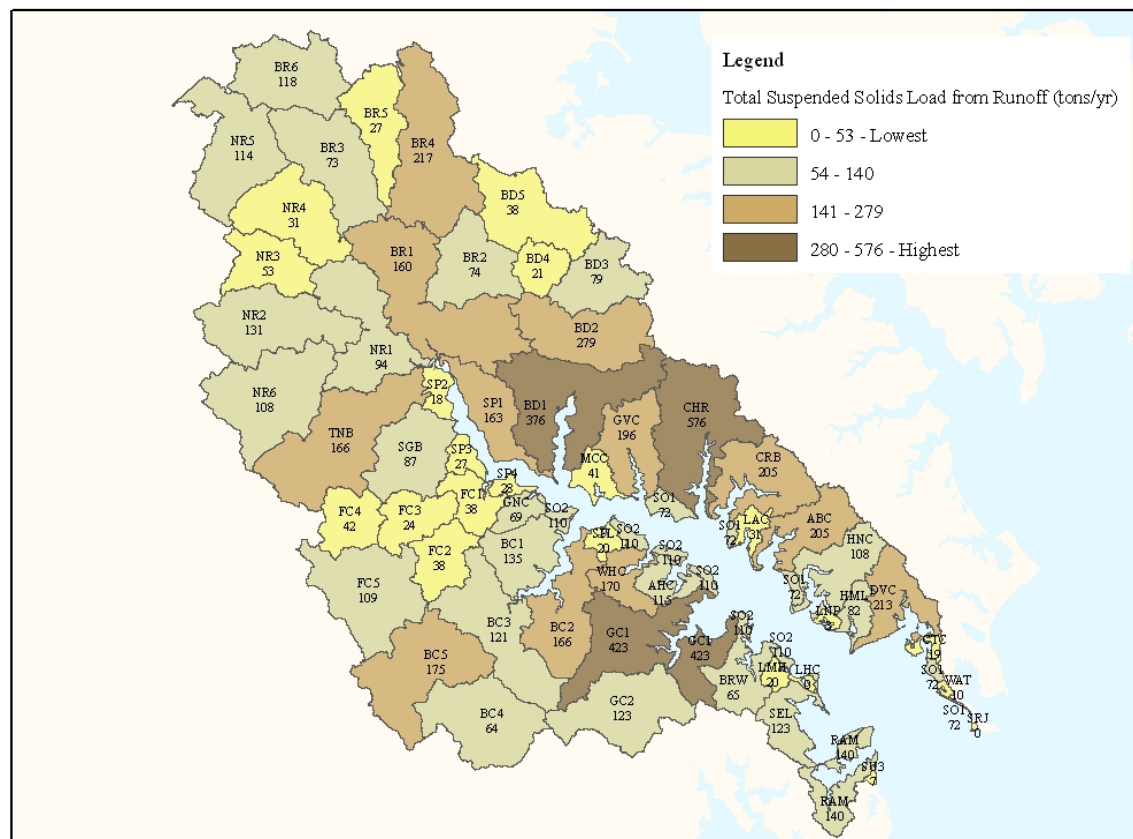 Legend
Total Suspended Solids Load from Runoff (tons/yr)
0 - 53 - Lowest
54 - 140
141 - 279
280 - 576 - Highest
BR6
118
BR5
27
BR4
217
NR5
114
BR3
73
BD5
38
NR4
31
NR3
53
BR1
160
BR2
74
BD4
21
BD3
79
NR2
131
BD2
279
NR1
94
NR6
108
SP2
18
SP1
163
BD1
376
CHR
576
GVC
196
TNB
166
SGB
87
SP3
27
MCC
41
CRB
205
SP4
28
FC1
38
GNC
69
SO2
110
SO1
72
FC4
42
FC3
24
LAC
31
SO1
72
ABC
205
SPL
20
SO2
110
HNC
108
BC1
135
FC2
38
SO2
110
WHC
170
AHC
115
SO2
110
FC5
109
SO1
72
HML
82
DVC
213
LNP
BC3
121
BC2
166
GC1
423
GC1
423
SO2
110
SO2
110
CTC
19
BC5
175
LMH
20
LHC
0
SO1
72
WAT
10
BRW
65
BC4
64
GC2
123
SEL
123
SO1
72
SRJ
0
RAM
140
RAM
140